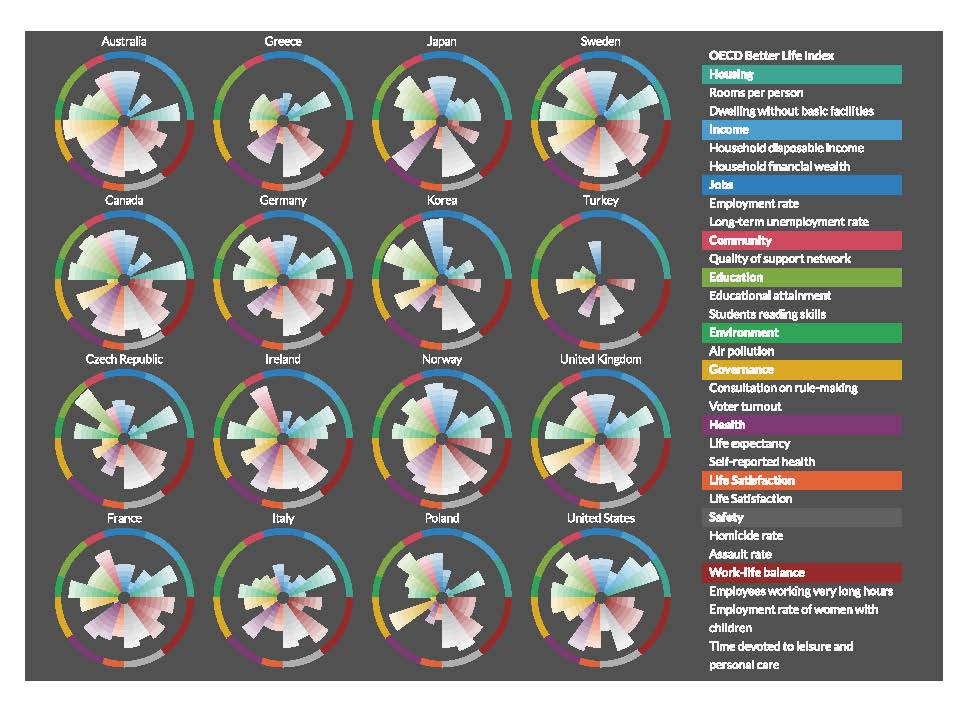 Australia
Greece
Japan
Sweden
Canada
Germany
Korea
Turkey
Czech Republic
Ireland
Norway
United Kingdom
France
Italy
Poland
United States
OECD Better Life Index
Housing
Rooms per person
Dwelling without basic facilities
Income
Household disposable income
Household financial wealth
Jobs
Employment rate
Long-term unemployment rate
Community
Quality of support network
Education
Educational attainment
Students reading skills
Environment
Air pollution
Governance
Consultation on rule-making
Voter turnout
Health
Life expectancy
Self-reported health
Life Satisfaction
Life Satisfaction
Safety
Homicide rate
Assault rate
Work-life balance
Employees working very long hours
Employment rate of women with
children
Time devoted to leisure and
personal care